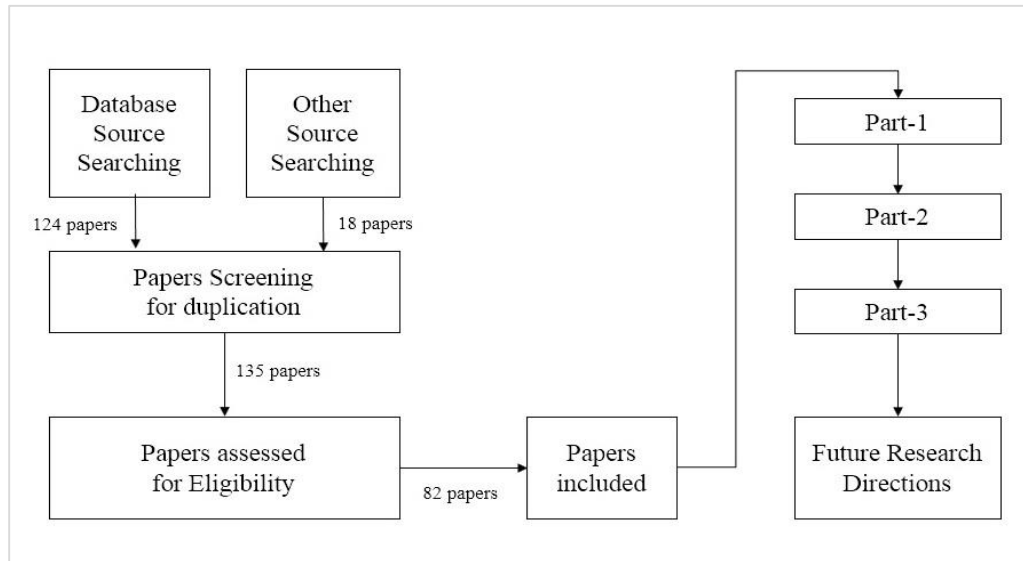 Database
Source
Searching
Other
Source
Searching
124 papers
18 papers
Papers Screening
for duplication
135 papers
Papers assessed
for Eligibility
82 papers
Papers
included
Part-1
Part-2
Part-3
Future Research
Directions